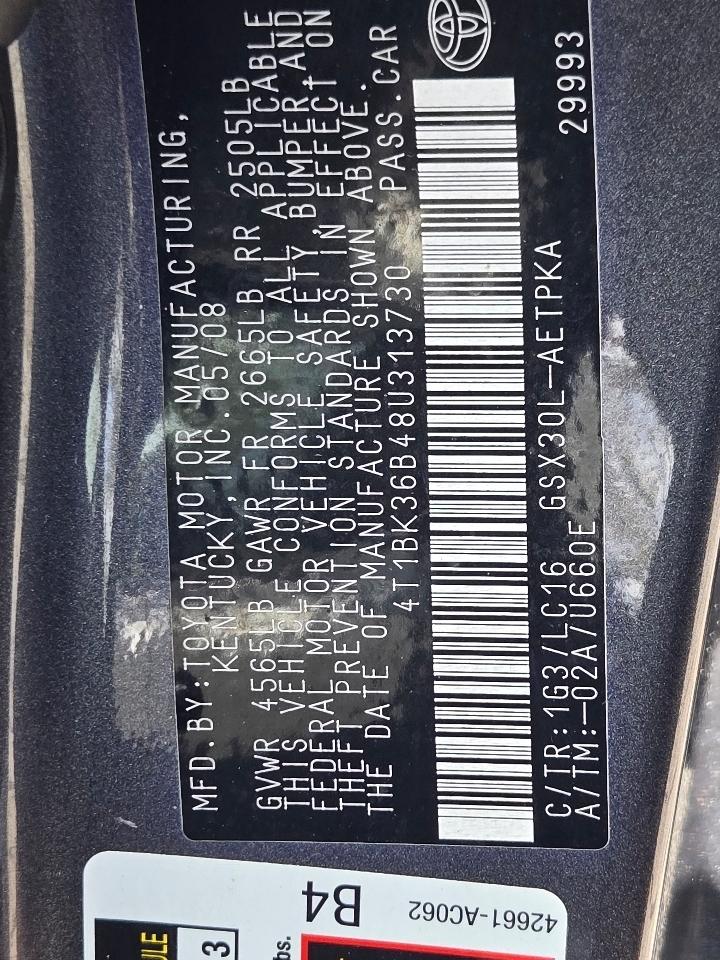 MFD.BY:TOYOTA MOTOR MANUFACTURING,
KENTUCKY,INC.05/08
GVWR 4565LB GAWR FR 2665LB RR 2505LB
THIS VEHICLE CONFORMS TO ALL APPLICABLE
FEDERAL MOTOR VEHICLE SAFETY, BUMPER,AND
THEFT PREVENTION STANDARDS IN EFFECT ON
THE DATE OF MANUFACTURE SHOWN ABOVE.
4T1BK36B48U313730 PASS.CAR
C/TR:1G3/LC16 GSX30L-AETPKA 29993
A/TM:-02A/U660E
B4
42661-AC062
3